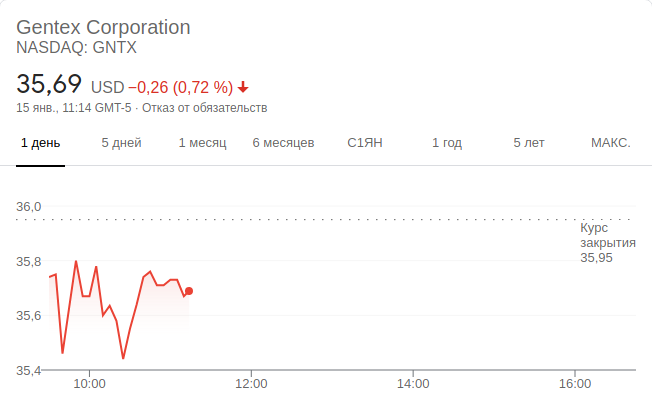 Gentex Corporation
NASDAQ: GNTX
35,69 USD −0,26 (0,72 %)
15 янв., 11:14 GMT-5 · Отказ от обязательств
1 день 5 дней 1 месяц 6 месяцев С1ЯН 1 год 5 лет МАКС.
36,0
Курс
закрытия
35,95
35,8
35,6
35,4
10:00 12:00 14:00 16:00